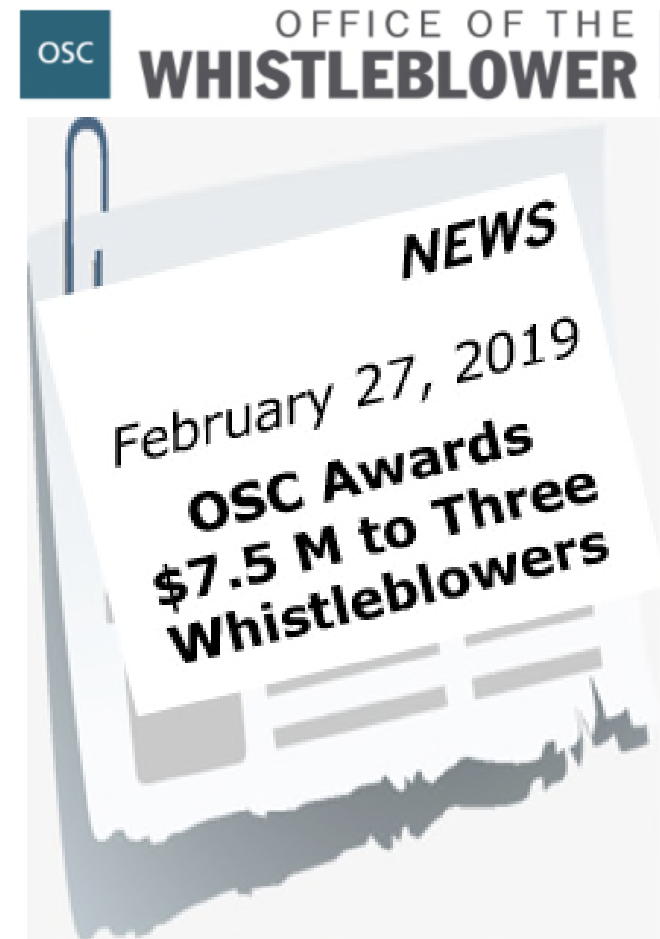 OSC
OFFICE OF THE
WHISTLEBLOWER
NEWS
February 27, 2019
OSC Awards
$7.5 M to Three
Whistleblowers